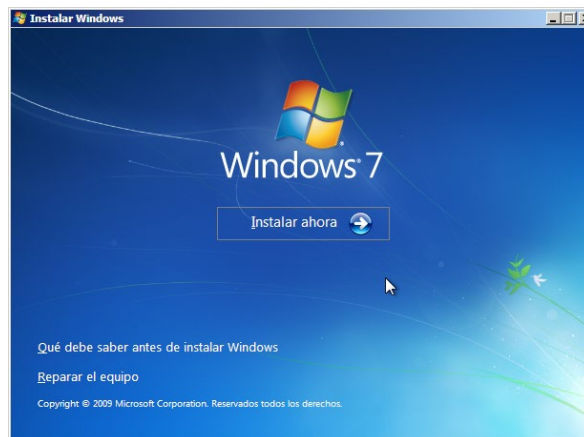 Instalar Windows
Windows® 7
Instalar ahora
Qué debe saber antes de instalar Windows
Reparar el equipo
Copyright © 2009 Microsoft Corporation. Reservados todos los derechos.